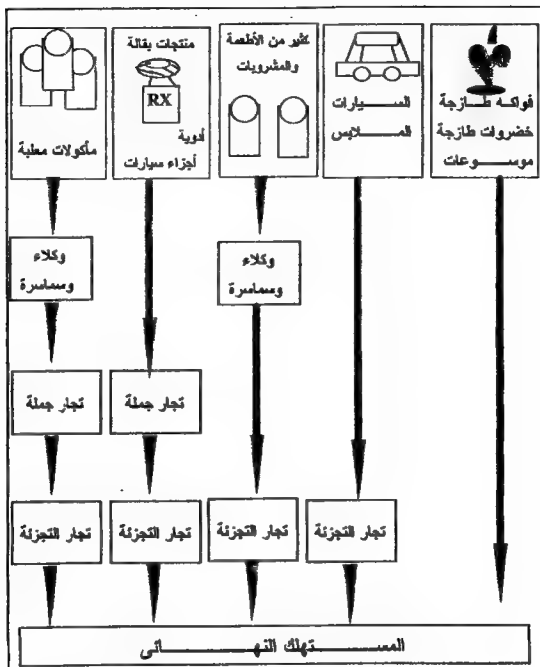 فواكه طازجة
خضروات طازجة
موسوعات
السيارات
الملابس
كثير من الأطعمة
والمشروبات
منتجات بقالة
RX
أدوية
أجزاء سيارات
مأكولات معلبة
وكلاء
وسماسرة
وكلاء
وسماسرة
تجار جملة
تجار جملة
تجار التجزئة
تجار التجزئة
تجار التجزئة
تجار التجزئة
المستهلك النهائى